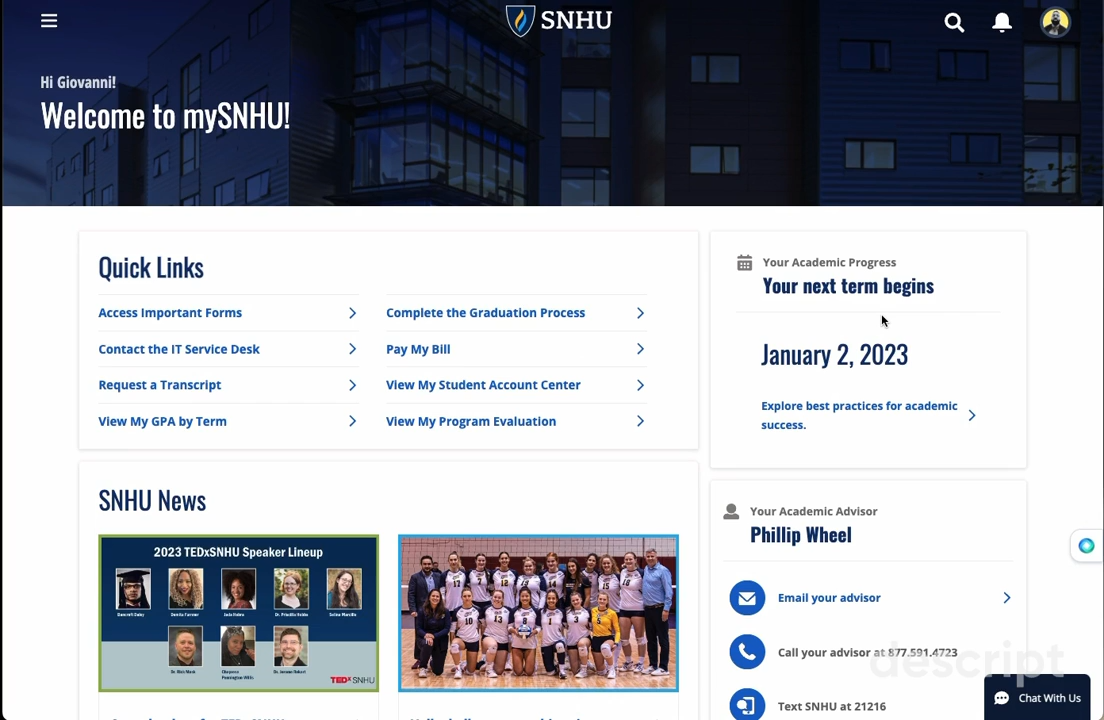 SNHU
Hi Giovanni!
Welcome to mySNHU!
Quick Links
Access Important Forms
Complete the Graduation Process
Contact the IT Service Desk
Pay My Bill
Request a Transcript
View My Student Account Center
View My GPA by Term
View My Program Evaluation
Your Academic Progress
Your next term begins
January 2, 2023
Explore best practices for academic
success.
SNHU News
2023 TEDxSNHU Speaker Lineup
TEDx SNHU
Your Academic Advisor
Phillip Wheel
Email your advisor
Call your advisor at 877.591.4723
Text SNHU at 21216
descript
Chat With Us